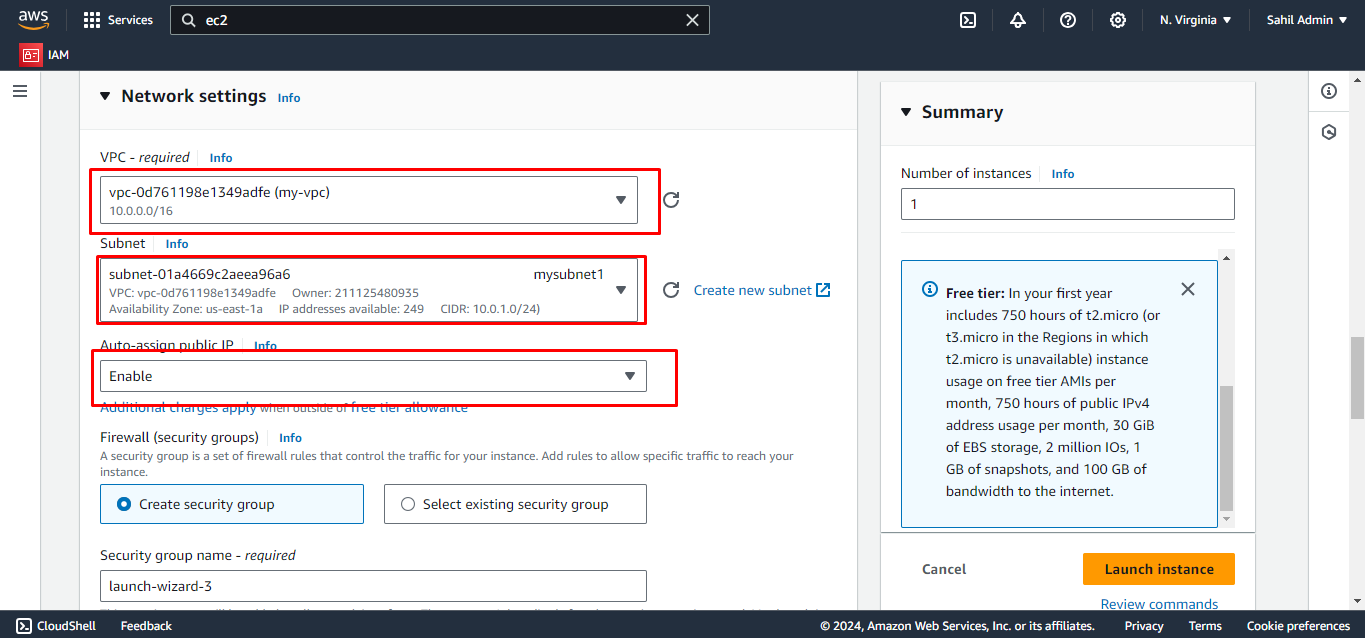 aws
Services
ec2
N. Virginia
Sahil Admin
IAM
Network settings Info
VPC - required Info
vpc-0d761198e1349adfe (my-vpc)
10.0.0.0/16
Subnet Info
subnet-01a4669c2aeea96a6 mysubnet1
VPC: vpc-0d761198e1349adfe Owner: 211125480935
Availability Zone: us-east-1a IP addresses available: 249 CIDR: 10.0.1.0/24)
Create new subnet
Auto-assign public IP Info
Enable
Additional charges apply when outside of free tier allowance
Firewall (security groups) Info
A security group is a set of firewall rules that control the traffic for your instance. Add rules to allow specific traffic to reach your
instance.
Create security group
Select existing security group
Security group name - required
launch-wizard-3
Summary
Number of instances Info
1
Free tier: In your first year
includes 750 hours of t2.micro (or
t3.micro in the Regions in which
t2.micro is unavailable) instance
usage on free tier AMIs per
month, 750 hours of public IPv4
address usage per month, 30 GiB
of EBS storage, 2 million IOs, 1
GB of snapshots, and 100 GB of
bandwidth to the internet.
Cancel
Launch instance
Review commands
CloudShell
Feedback
© 2024, Amazon Web Services, Inc. or its affiliates.
Privacy
Terms
Cookie preferences